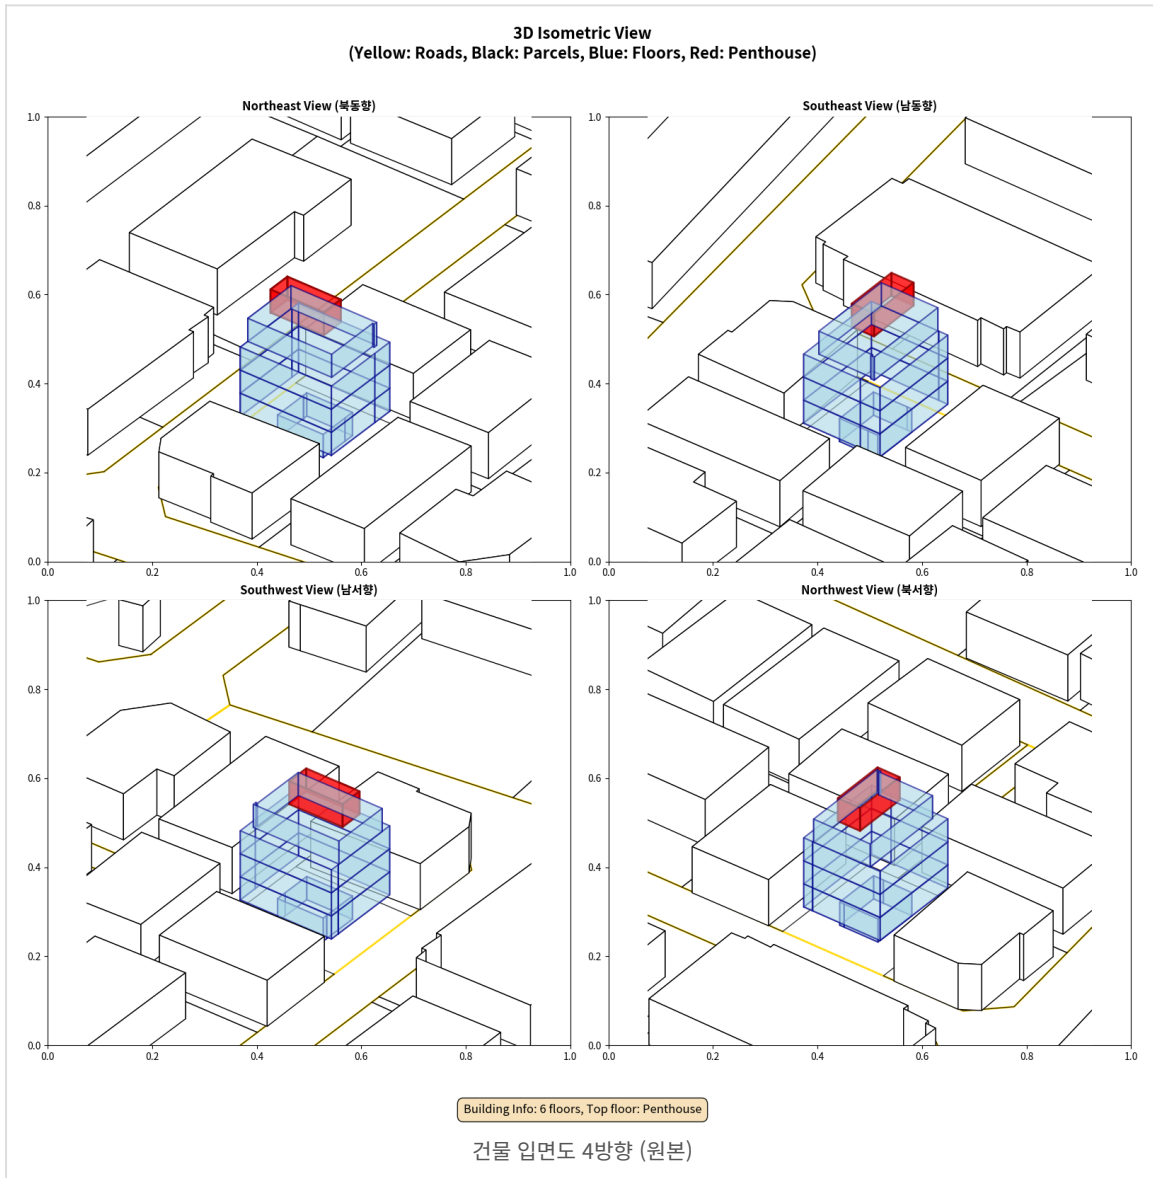 3D Isometric View
(Yellow: Roads, Black: Parcels, Blue: Floors, Red: Penthouse)
Northeast View (북동향)
1.0
0.8
0.6
0.4
0.2
0.0
0.0 0.2 0.4 0.6 0.8 1.0
Southeast View (남동향)
1.0
0.8
0.6
0.4
0.2
0.0
0.0 0.2 0.4 0.6 0.8 1.0
Southwest View (남서향)
1.0
0.8
0.6
0.4
0.2
0.0
0.0 0.2 0.4 0.6 0.8 1.0
Northwest View (북서향)
1.0
0.8
0.6
0.4
0.2
0.0
0.0 0.2 0.4 0.6 0.8 1.0
Building Info: 6 floors, Top floor: Penthouse
건물 입면도 4방향 (원본)